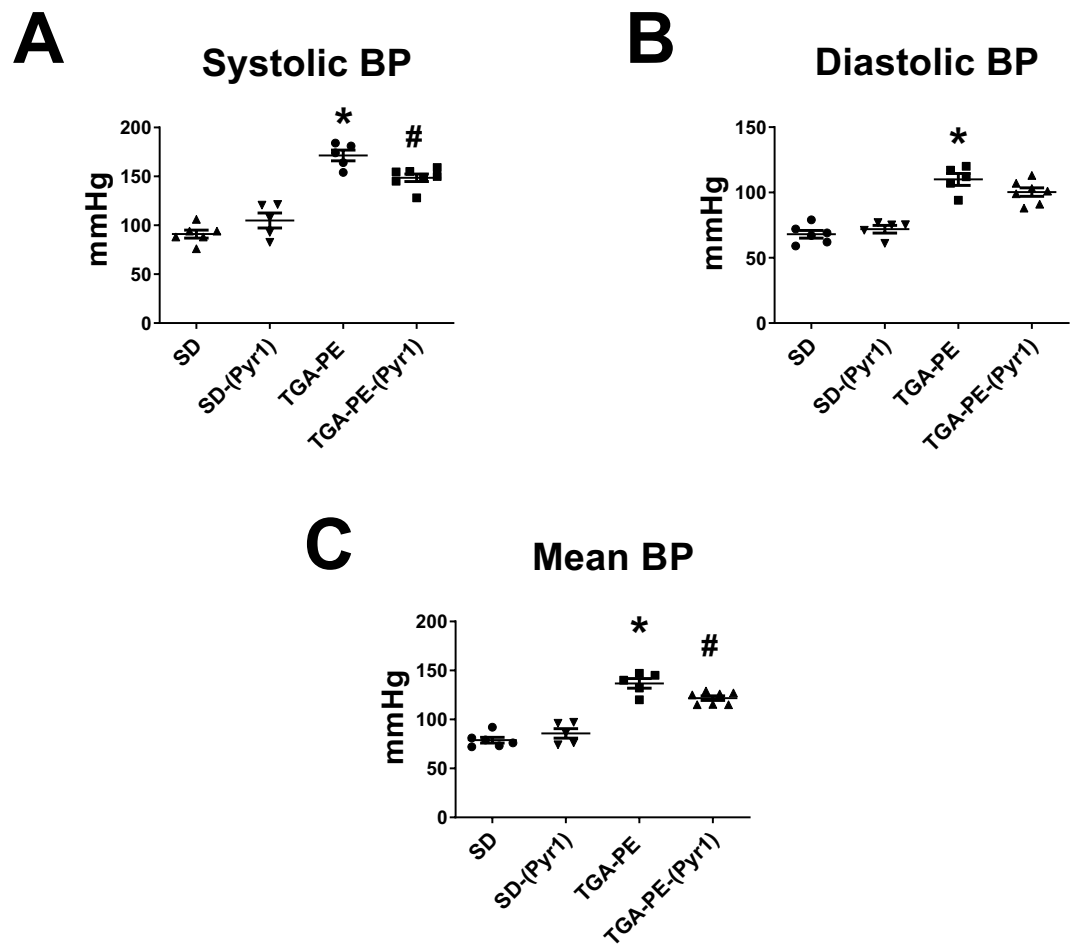 A
Systolic BP
*
#
200
150
100
50
0
mmHg
SD
SD-(Pyr1)
TGA-PE
TGA-PE-(Pyr1)
B
Diastolic BP
*
150
100
50
0
mmHg
SD
SD-(Pyr1)
TGA-PE
TGA-PE-(Pyr1)
C
Mean BP
*
#
200
150
100
50
0
mmHg
SD
SD-(Pyr1)
TGA-PE
TGA-PE-(Pyr1)